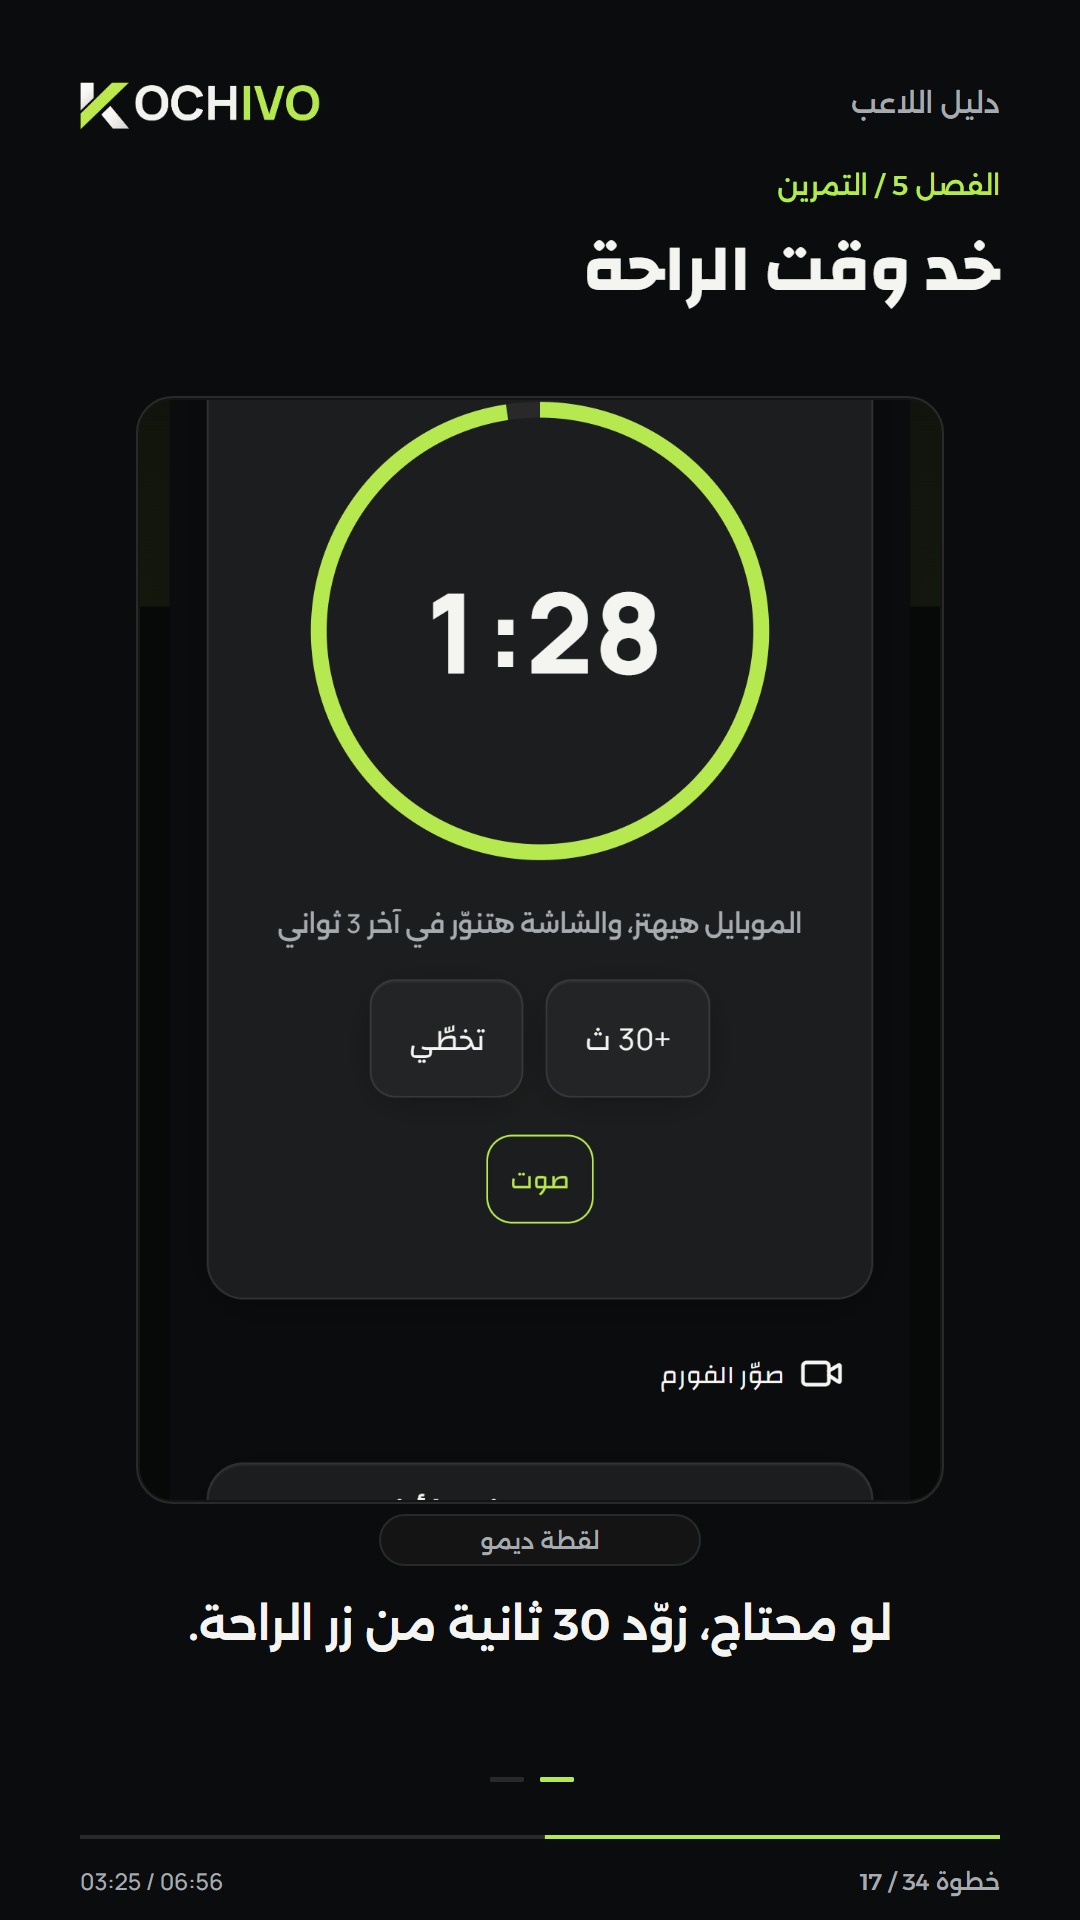 KOCHIVO
دليل اللاعب
الفصل 5 / التمرين
خد وقت الراحة
1:28
الموبايل هيهتز، والشاشة هتنوّر في آخر 3 ثواني
+30 ث
تخطّي
صوت
صوّر الفورم
لقطة ديمو
لو محتاج، زوّد 30 ثانية من زر الراحة.
خطوة 34 / 17
03:25 / 06:56